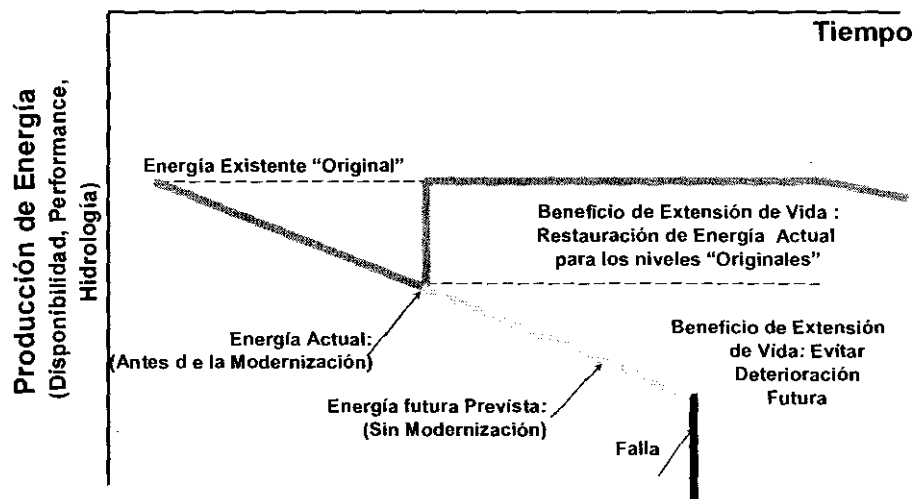 Tiempo
Producción de Energía
(Disponibilidad, Performance,
Hidrología)
Energía Existente “Original”
Beneficio de Extensión de Vida :
Restauración de Energía Actual
para los niveles “Originales”
Energía Actual:
(Antes d e la Modernización)
Beneficio de Extensión
de Vida: Evitar
Deterioración
Futura
Energía futura Prevista:
(Sin Modernización)
Falla